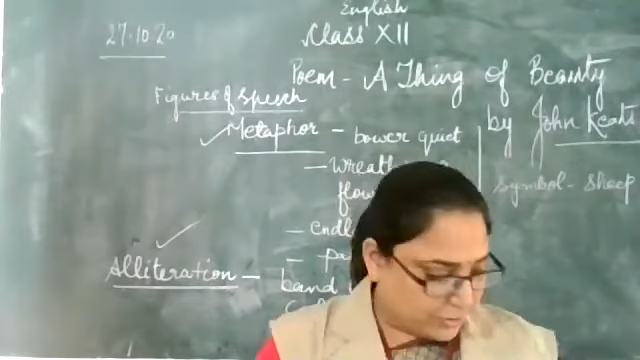 English
27.10.20
Class XII
Poem - A Thing of Beauty
by John Keats
Figures of Speech
Metaphor - bower quiet
flow
Symbol - sheep
- endl
- pa
Alliteration - band